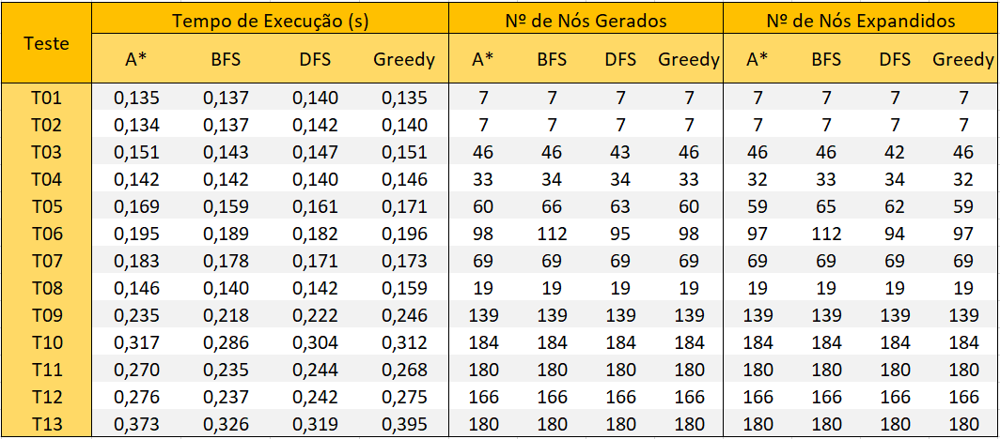 Teste Tempo de Execução (s) Nº de Nós Gerados Nº de Nós Expandidos
A* BFS DFS Greedy A* BFS DFS Greedy A* BFS DFS Greedy
T01 0,135 0,137 0,140 0,135 7 7 7 7 7 7 7 7
T02 0,134 0,137 0,142 0,140 7 7 7 7 7 7 7 7
T03 0,151 0,143 0,147 0,151 46 46 43 46 46 46 42 46
T04 0,142 0,142 0,140 0,146 33 34 34 33 32 33 34 32
T05 0,169 0,159 0,161 0,171 60 66 63 60 59 65 62 59
T06 0,195 0,189 0,182 0,196 98 112 95 98 97 112 94 97
T07 0,183 0,178 0,171 0,173 69 69 69 69 69 69 69 69
T08 0,146 0,140 0,142 0,159 19 19 19 19 19 19 19 19
T09 0,235 0,218 0,222 0,246 139 139 139 139 139 139 139 139
T10 0,317 0,286 0,304 0,312 184 184 184 184 184 184 184 184
T11 0,270 0,235 0,244 0,268 180 180 180 180 180 180 180 180
T12 0,276 0,237 0,242 0,275 166 166 166 166 166 166 166 166
T13 0,373 0,326 0,319 0,395 180 180 180 180 180 180 180 180